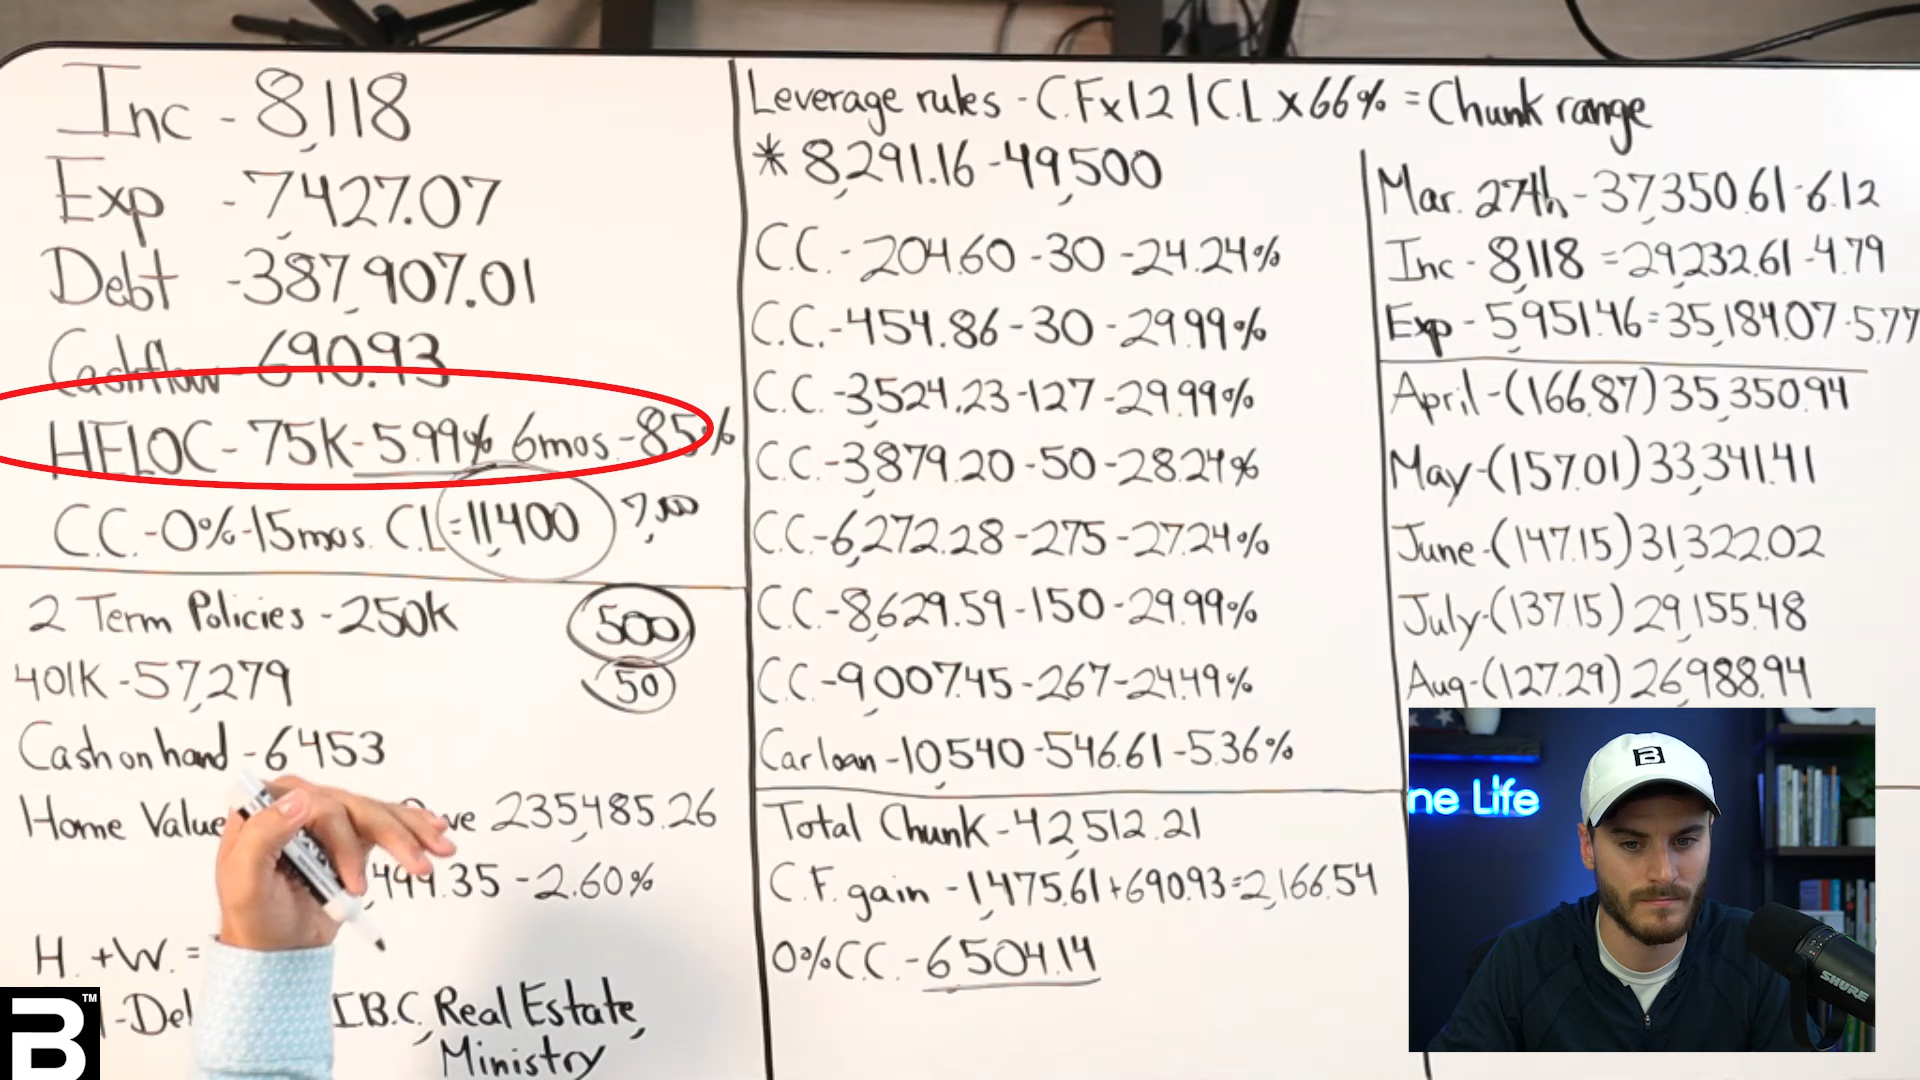 Inc - 8,118
Exp - 7,427.07
Debt - 387,907.01
Cashflow 690.93
HELOC - 75K - 5.99% 6mos. - 85%
C.C. - 0% - 15mos. C.L = 11,400
2 Term Policies - 250K
500
401K - 57,279
50
Cash on hand - 6453
Home Value 235,485.26
499.35 - 2.60%
H. + W. =
I.B.C, Real Estate,
Ministry
Leverage rules - C.F x 12 | C.L x 66% = Chunk range
* 8,291.16 - 49,500
C.C. - 204.60 - 30 - 24.24%
C.C. - 454.86 - 30 - 29.99%
C.C. - 3,524.23 - 127 - 29.99%
C.C. - 3,879.20 - 50 - 28.24%
C.C. - 6,272.28 - 275 - 27.24%
C.C. - 8,629.59 - 150 - 29.99%
C.C. - 9,007.45 - 267 - 24.49%
Car loan - 10,540 - 546.61 - 5.36%
Total Chunk - 42,512.21
C.F. gain - 1,475.61 + 690.93 = 2,166.54
0% C.C. - 6504.14
Mar. 27th - 37,350.61 - 6.12
Inc - 8,118 = 29,232.61 - 4.79
Exp - 5,951.46 = 35,184.07 - 5.77
April - (166.87) 35,350.94
May - (157.01) 33,341.41
June - (147.15) 31,322.02
July - (137.15) 29,155.48
Aug - (127.29) 26,988.94
ne Life
B
SHURE
B™